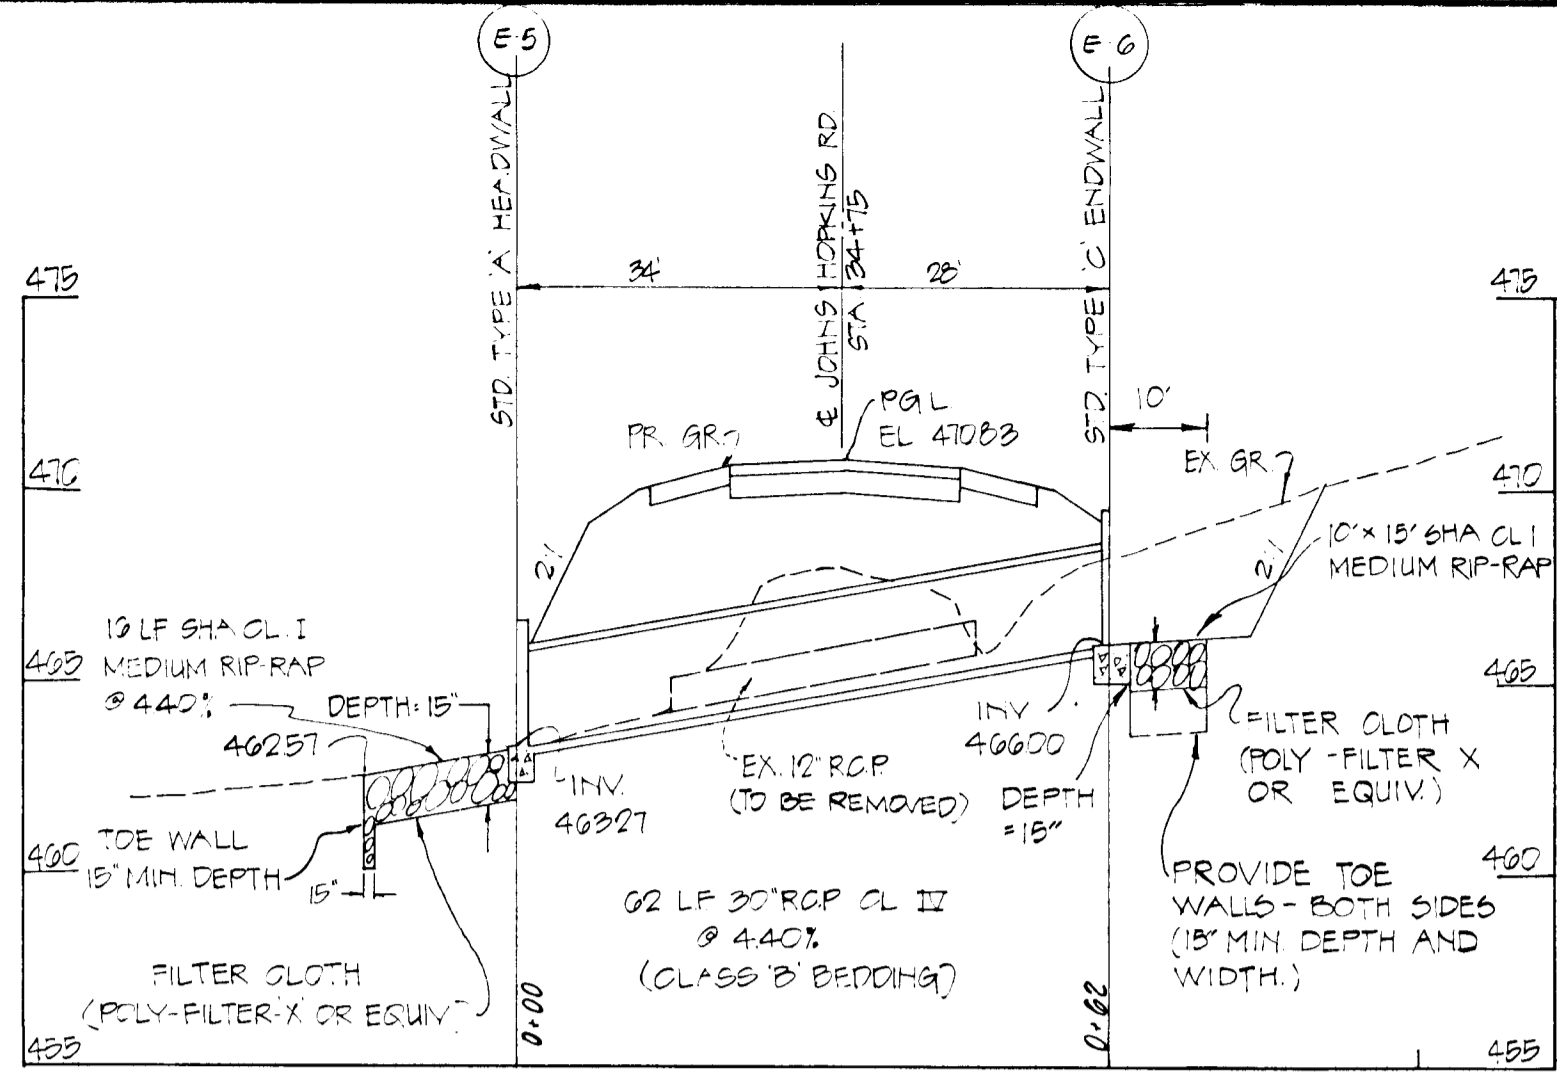 E-5
E-6
STD. TYPE 'A' HEADWALL
℄ JOHNS HOPKINS RD.
STA 34+75
STD. TYPE 'C' ENDWALL
34'
28'
475
475
10'
PGL
EL 470.83
PR. GR.
EX. GR.
470
470
10' x 15' SHA CL I
MEDIUM RIP-RAP
2:1
2:1
16 LF SHA CL. I
MEDIUM RIP-RAP
@ 4.40%
465
465
DEPTH: 15"
462.57
INV.
463.27
EX. 12" R.C.P.
(TO BE REMOVED)
INV
466.00
DEPTH
=15"
FILTER CLOTH
(POLY-FILTER X
OR EQUIV.)
TOE WALL
15" MIN. DEPTH
460
460
15"
62 LF 30" RCP CL IV
@ 4.40%
(CLASS 'B' BEDDING)
PROVIDE TOE
WALLS - BOTH SIDES
(15" MIN. DEPTH AND
WIDTH.)
FILTER CLOTH
(POLY-FILTER 'X' OR EQUIV.)
0+00
0+62
455
455